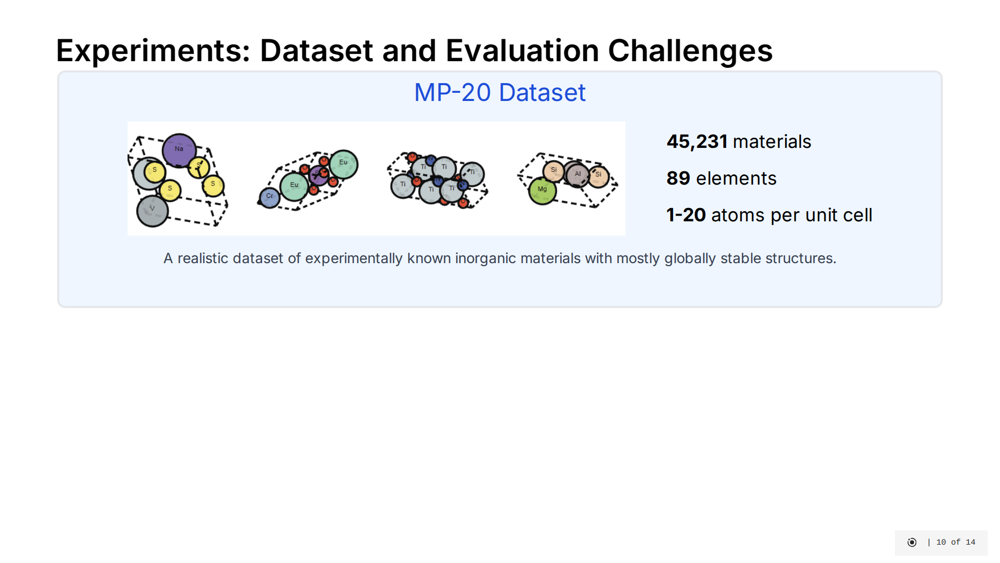 Experiments: Dataset and Evaluation Challenges
MP-20 Dataset
Na
S
S
S
S
V
Eu
Eu
Cr
Ti
Ti
Ti
Ti
Ti
Ti
N
N
Si
Al
Si
Mg
45,231 materials
89 elements
1-20 atoms per unit cell
A realistic dataset of experimentally known inorganic materials with mostly globally stable structures.
| 10 of 14